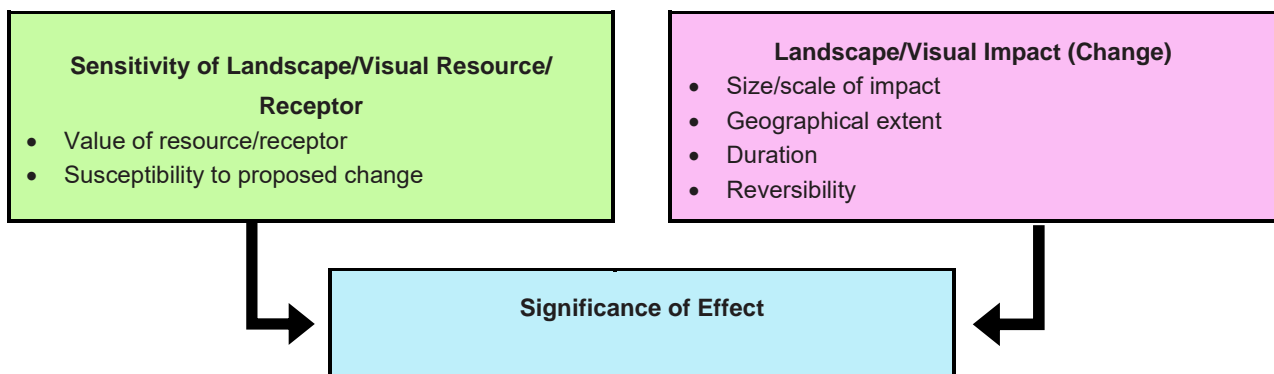 Sensitivity of Landscape/Visual Resource/
Receptor
• Value of resource/receptor
• Susceptibility to proposed change
Landscape/Visual Impact (Change)
• Size/scale of impact
• Geographical extent
• Duration
• Reversibility
Significance of Effect